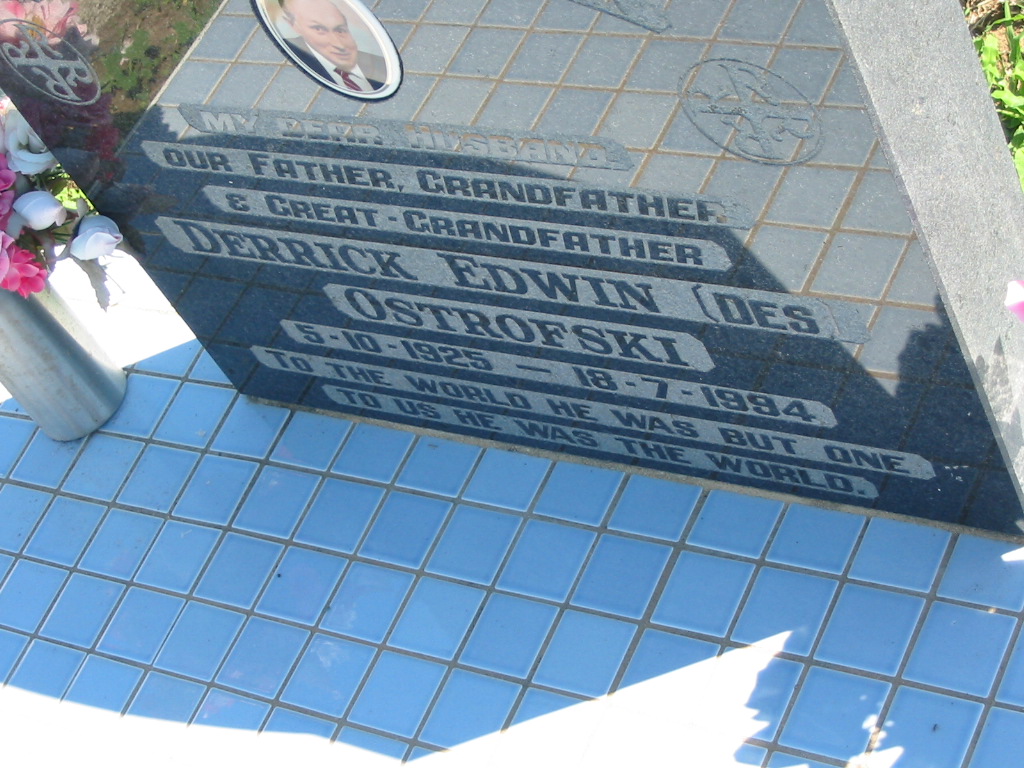 MY DEAR HUSBAND
OUR FATHER, GRANDFATHER
& GREAT-GRANDFATHER
DERRICK EDWIN (DES
OSTROFSKI
5-10-1925 — 18-7-1994
TO THE WORLD HE WAS BUT ONE
TO US HE WAS THE WORLD.